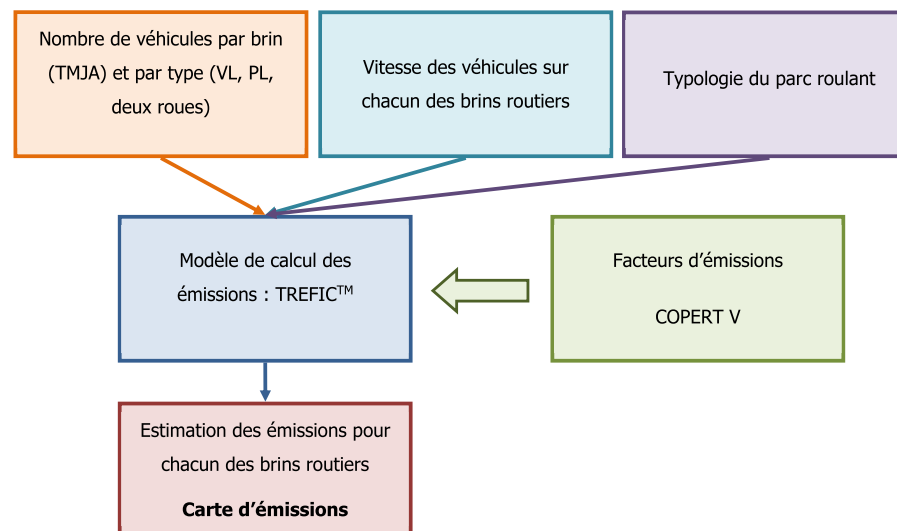 Nombre de véhicules par brin
(TMJA) et par type (VL, PL,
deux roues)
Vitesse des véhicules sur
chacun des brins routiers
Typologie du parc roulant
Modèle de calcul des
émissions : TREFIC™
Facteurs d’émissions
COPERT V
Estimation des émissions pour
chacun des brins routiers
Carte d’émissions